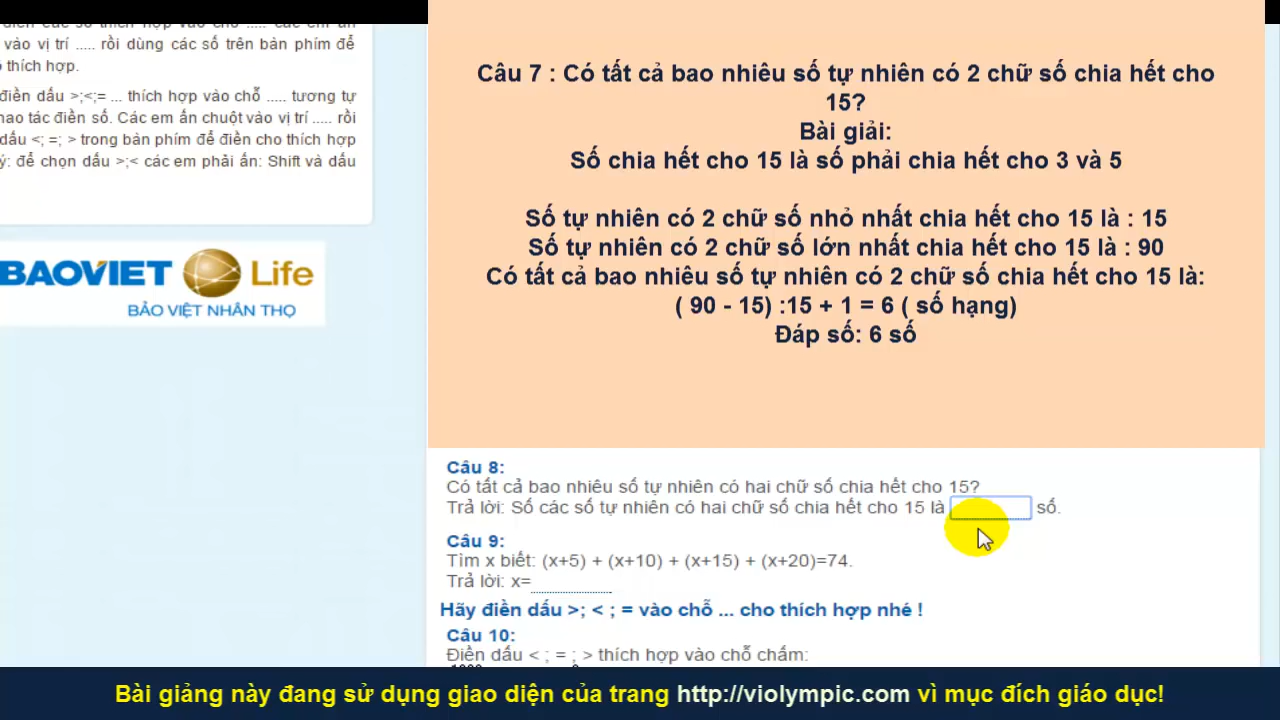 vào vị trí ..... rồi dùng các số trên bàn phím để
thích hợp.
điền dấu >;<;= ... thích hợp vào chỗ ..... tương tự
thao tác điền số. Các em ấn chuột vào vị trí ..... rồi
dấu <; =; > trong bàn phím để điền cho thích hợp
ý: để chọn dấu >;< các em phải ấn: Shift và dấu
BAOVIET Life
BẢO VIỆT NHÂN THỌ
Câu 7 : Có tất cả bao nhiêu số tự nhiên có 2 chữ số chia hết cho
15?
Bài giải:
Số chia hết cho 15 là số phải chia hết cho 3 và 5
Số tự nhiên có 2 chữ số nhỏ nhất chia hết cho 15 là : 15
Số tự nhiên có 2 chữ số lớn nhất chia hết cho 15 là : 90
Có tất cả bao nhiêu số tự nhiên có 2 chữ số chia hết cho 15 là:
( 90 - 15) :15 + 1 = 6 ( số hạng)
Đáp số: 6 số
Câu 8:
Có tất cả bao nhiêu số tự nhiên có hai chữ số chia hết cho 15?
Trả lời: Số các số tự nhiên có hai chữ số chia hết cho 15 là số.
Câu 9:
Tìm x biết: (x+5) + (x+10) + (x+15) + (x+20)=74.
Trả lời: x=
Hãy điền dấu >; < ; = vào chỗ ... cho thích hợp nhé !
Câu 10:
Điền dấu < ; = ; > thích hợp vào chỗ chấm:
Bài giảng này đang sử dụng giao diện của trang http://violympic.com vì mục đích giáo dục!